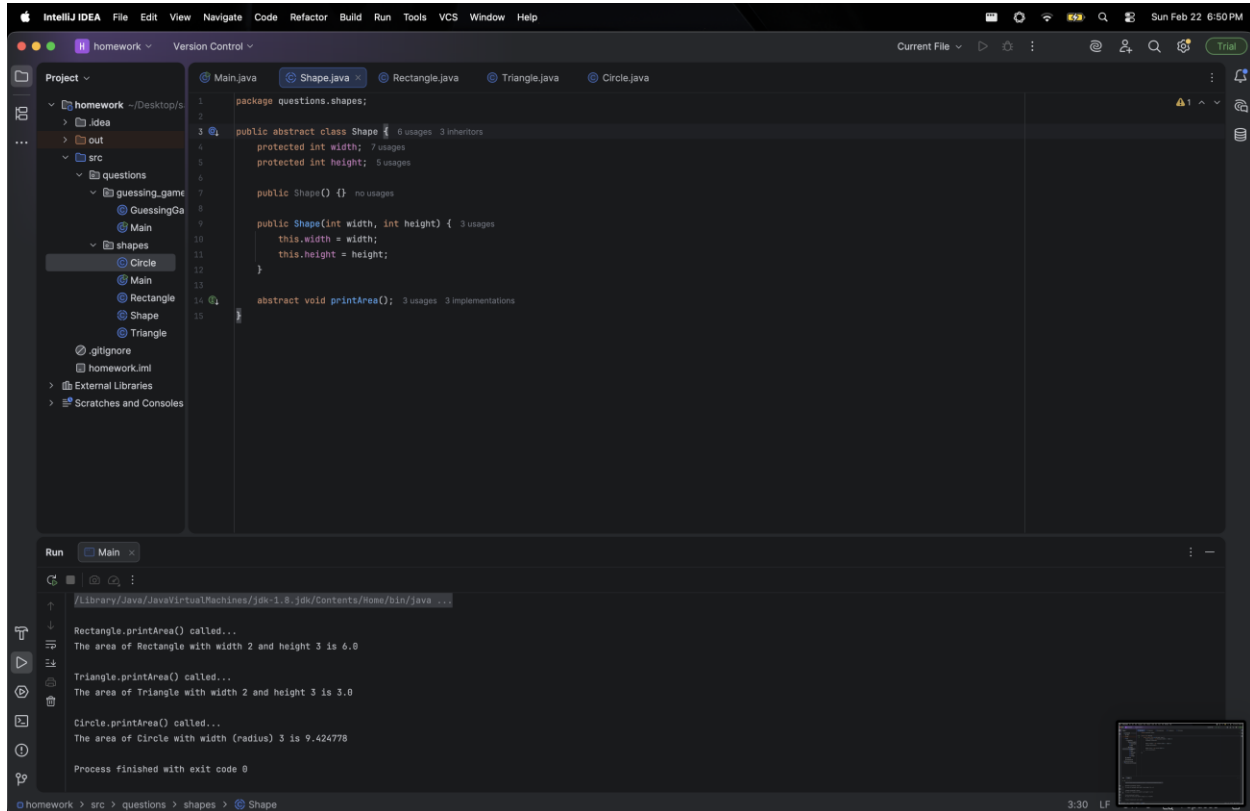 IntelliJ IDEA File Edit View Navigate Code Refactor Build Run Tools VCS Window Help Sun Feb 22 6:50 PM
H homework Version Control Current File Trial
Project
Main.java Shape.java Rectangle.java Triangle.java Circle.java
homework ~/Desktop/s
.idea
out
src
questions
guessing_game
GuessingGa
Main
shapes
Circle
Main
Rectangle
Shape
Triangle
.gitignore
homework.iml
External Libraries
Scratches and Consoles
1 package questions.shapes; 1
2
3 public abstract class Shape { 6 usages 3 inheritors
4 protected int width; 7 usages
5 protected int height; 5 usages
6
7 public Shape() {} no usages
8
9 public Shape(int width, int height) { 3 usages
10 this.width = width;
11 this.height = height;
12 }
13
14 abstract void printArea(); 3 usages 3 implementations
15 }
Run Main
/Library/Java/JavaVirtualMachines/jdk-1.8.jdk/Contents/Home/bin/java ...
Rectangle.printArea() called...
The area of Rectangle with width 2 and height 3 is 6.0
Triangle.printArea() called...
The area of Triangle with width 2 and height 3 is 3.0
Circle.printArea() called...
The area of Circle with width (radius) 3 is 9.424778
Process finished with exit code 0
homework > src > questions > shapes > Shape 3:30 LF